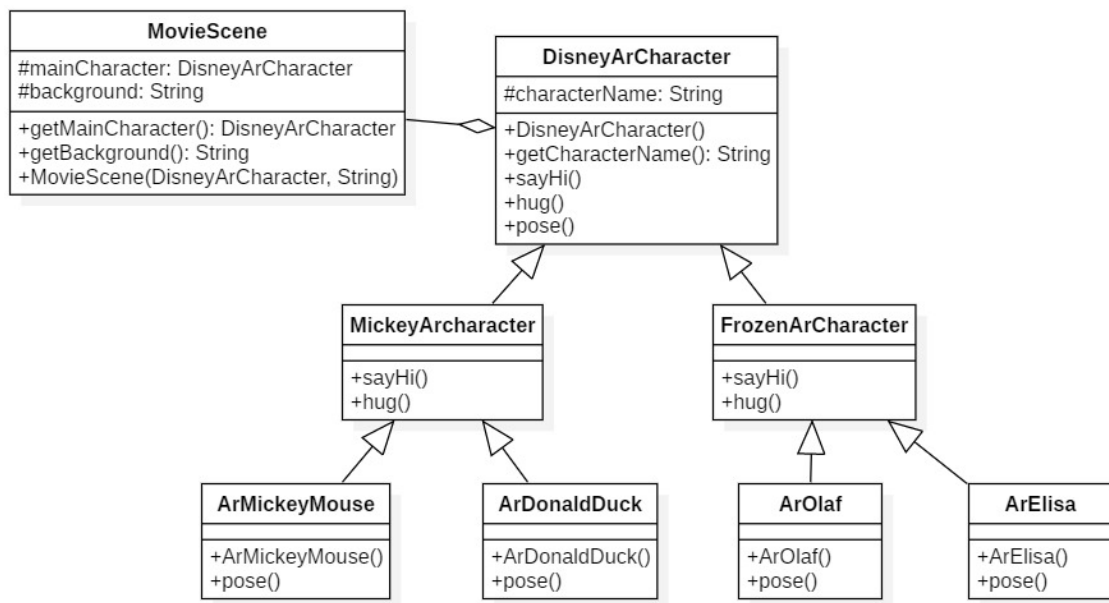 MovieScene
#mainCharacter: DisneyArCharacter
#background: String
+getMainCharacter(): DisneyArCharacter
+getBackground(): String
+MovieScene(DisneyArCharacter, String)
DisneyArCharacter
#characterName: String
+DisneyArCharacter()
+getCharacterName(): String
+sayHi()
+hug()
+pose()
MickeyArcharacter
+sayHi()
+hug()
FrozenArCharacter
+sayHi()
+hug()
ArMickeyMouse
+ArMickeyMouse()
+pose()
ArDonaldDuck
+ArDonaldDuck()
+pose()
ArOlaf
+ArOlaf()
+pose()
ArElisa
+ArElisa()
+pose()